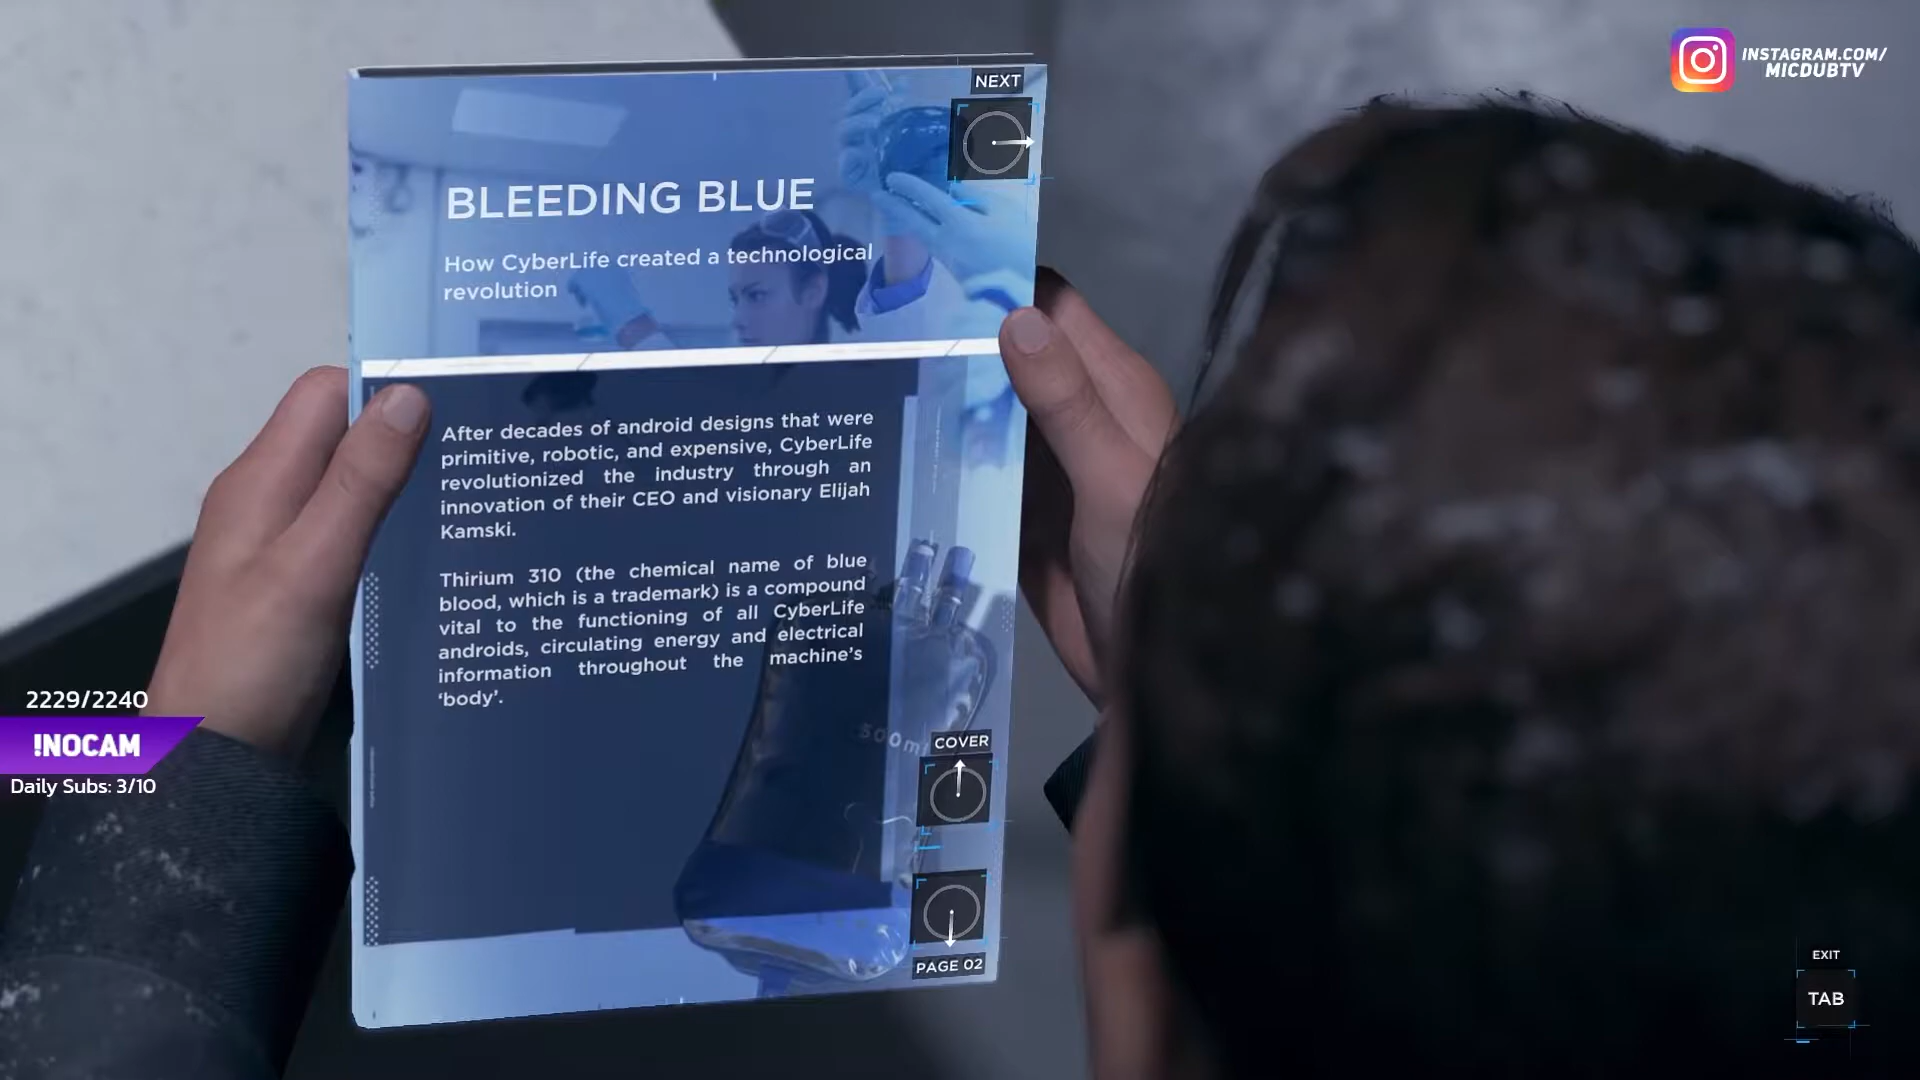 INSTAGRAM.COM/
MICDUBTV
NEXT
BLEEDING BLUE
How CyberLife created a technological
revolution
After decades of android designs that were
primitive, robotic, and expensive, CyberLife
revolutionized the industry through an
innovation of their CEO and visionary Elijah
Kamski.
Thirium 310 (the chemical name of blue
blood, which is a trademark) is a compound
vital to the functioning of all CyberLife
androids, circulating energy and electrical
information throughout the machine's
‘body’.
500m
COVER
PAGE 02
2229/2240
!NOCAM
Daily Subs: 3/10
EXIT
TAB